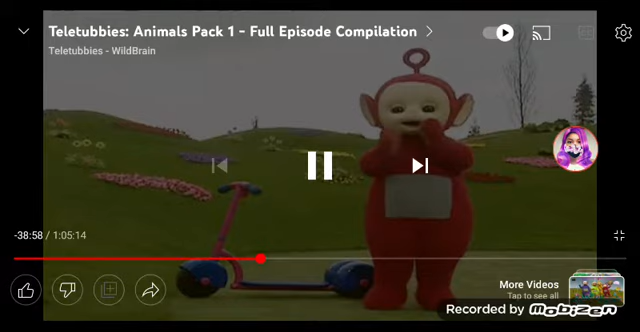 Teletubbies: Animals Pack 1 - Full Episode Compilation
Teletubbies - WildBrain
-38:58 / 1:05:14
More Videos
Tap to see all
Recorded by Mobizen